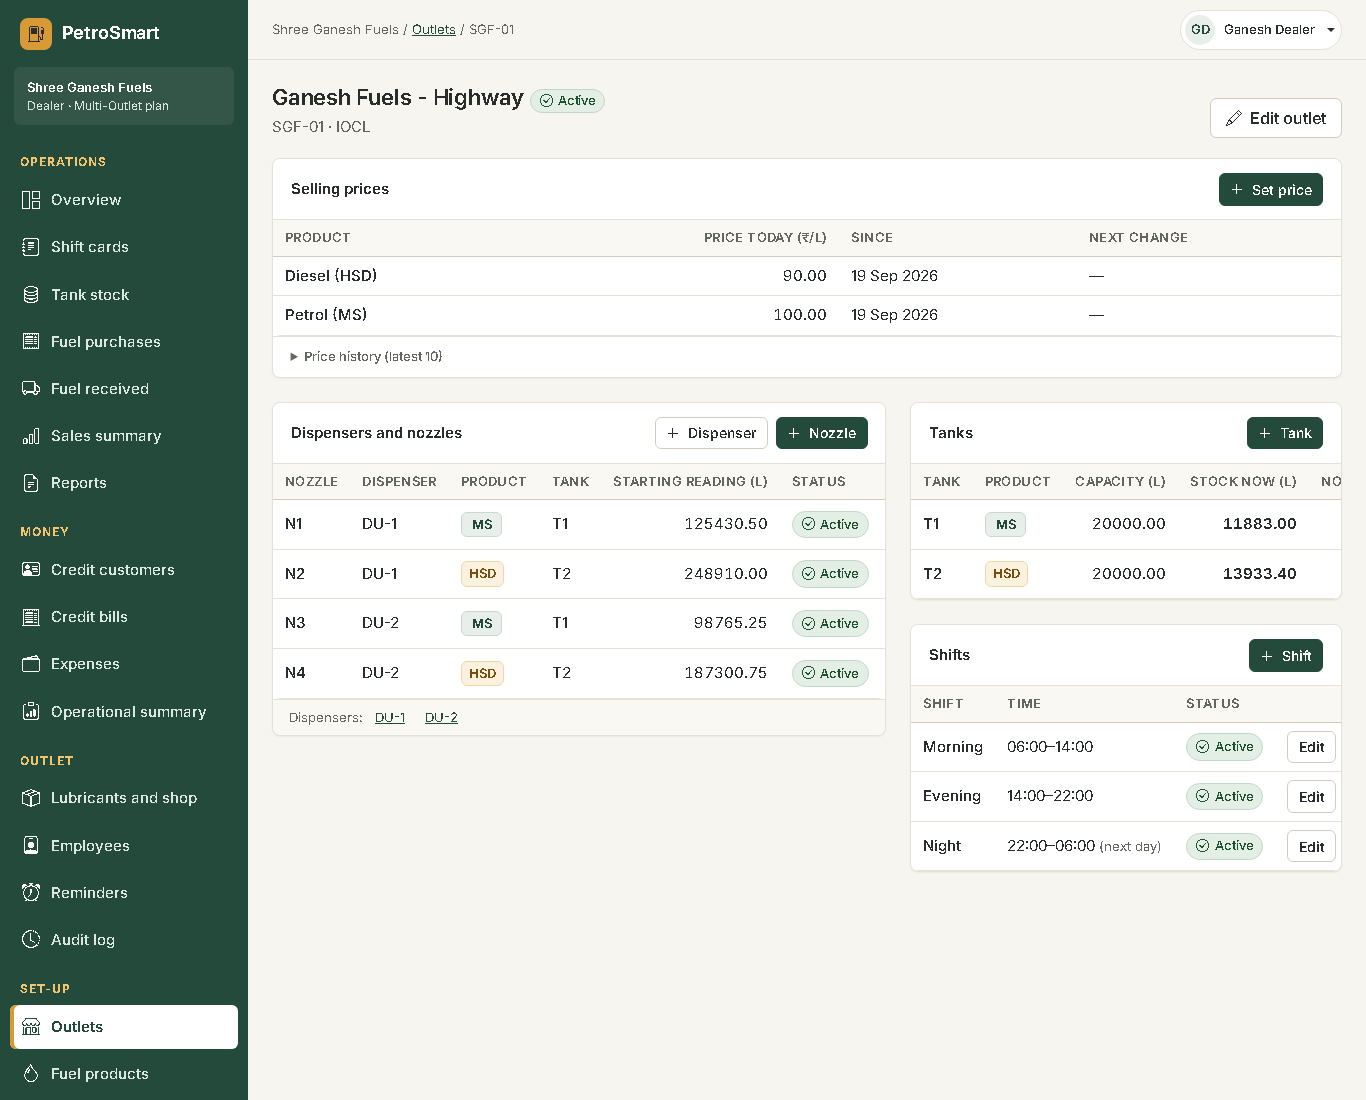 PetroSmart
Shree Ganesh Fuels
Dealer · Multi-Outlet plan
OPERATIONS
Overview
Shift cards
Tank stock
Fuel purchases
Fuel received
Sales summary
Reports
MONEY
Credit customers
Credit bills
Expenses
Operational summary
OUTLET
Lubricants and shop
Employees
Reminders
Audit log
SET-UP
Outlets
Fuel products
Shree Ganesh Fuels / Outlets / SGF-01
GD Ganesh Dealer
Ganesh Fuels - Highway Active
SGF-01 · IOCL
Edit outlet
Selling prices
+ Set price
PRODUCT PRICE TODAY (₹/L) SINCE NEXT CHANGE
Diesel (HSD) 90.00 19 Sep 2026 —
Petrol (MS) 100.00 19 Sep 2026 —
Price history (latest 10)
Dispensers and nozzles
+ Dispenser + Nozzle
NOZZLE DISPENSER PRODUCT TANK STARTING READING (L) STATUS
N1 DU-1 MS T1 125430.50 Active
N2 DU-1 HSD T2 248910.00 Active
N3 DU-2 MS T1 98765.25 Active
N4 DU-2 HSD T2 187300.75 Active
Dispensers: DU-1 DU-2
Tanks
+ Tank
TANK PRODUCT CAPACITY (L) STOCK NOW (L) NO
T1 MS 20000.00 11883.00
T2 HSD 20000.00 13933.40
Shifts
+ Shift
SHIFT TIME STATUS
Morning 06:00–14:00 Active Edit
Evening 14:00–22:00 Active Edit
Night 22:00–06:00 (next day) Active Edit